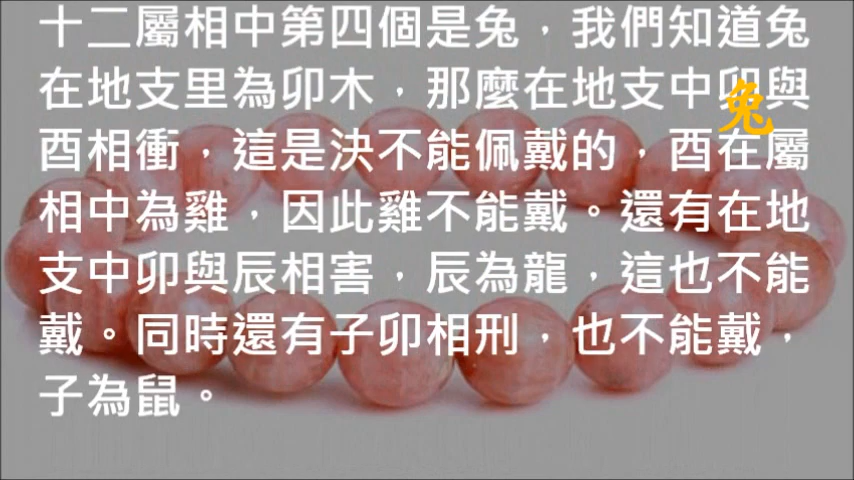 十二屬相中第四個是兔，我們知道兔
在地支里為卯木，那麼在地支中卯與
酉相衝，這是決不能佩戴的，酉在屬
相中為雞，因此雞不能戴。還有在地
支中卯與辰相害，辰為龍，這也不能
戴。同時還有子卯相刑，也不能戴，
子為鼠。
兔